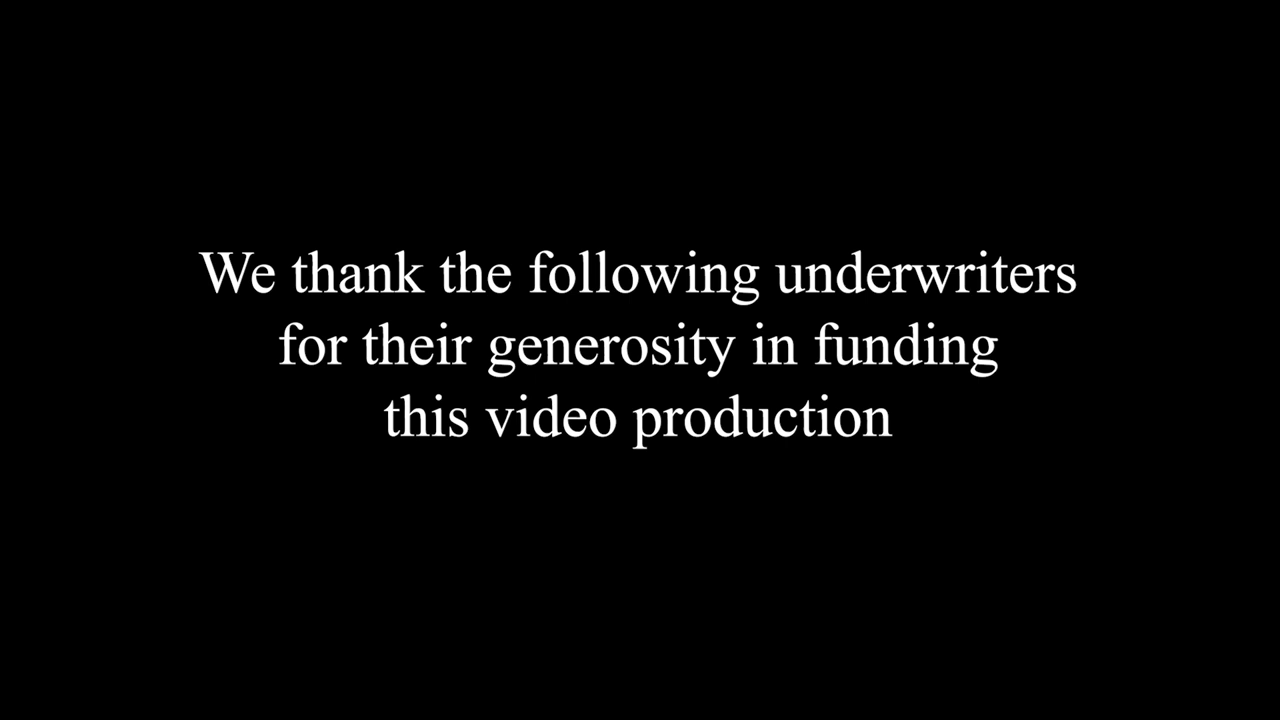 We thank the following underwriters
for their generosity in funding
this video production